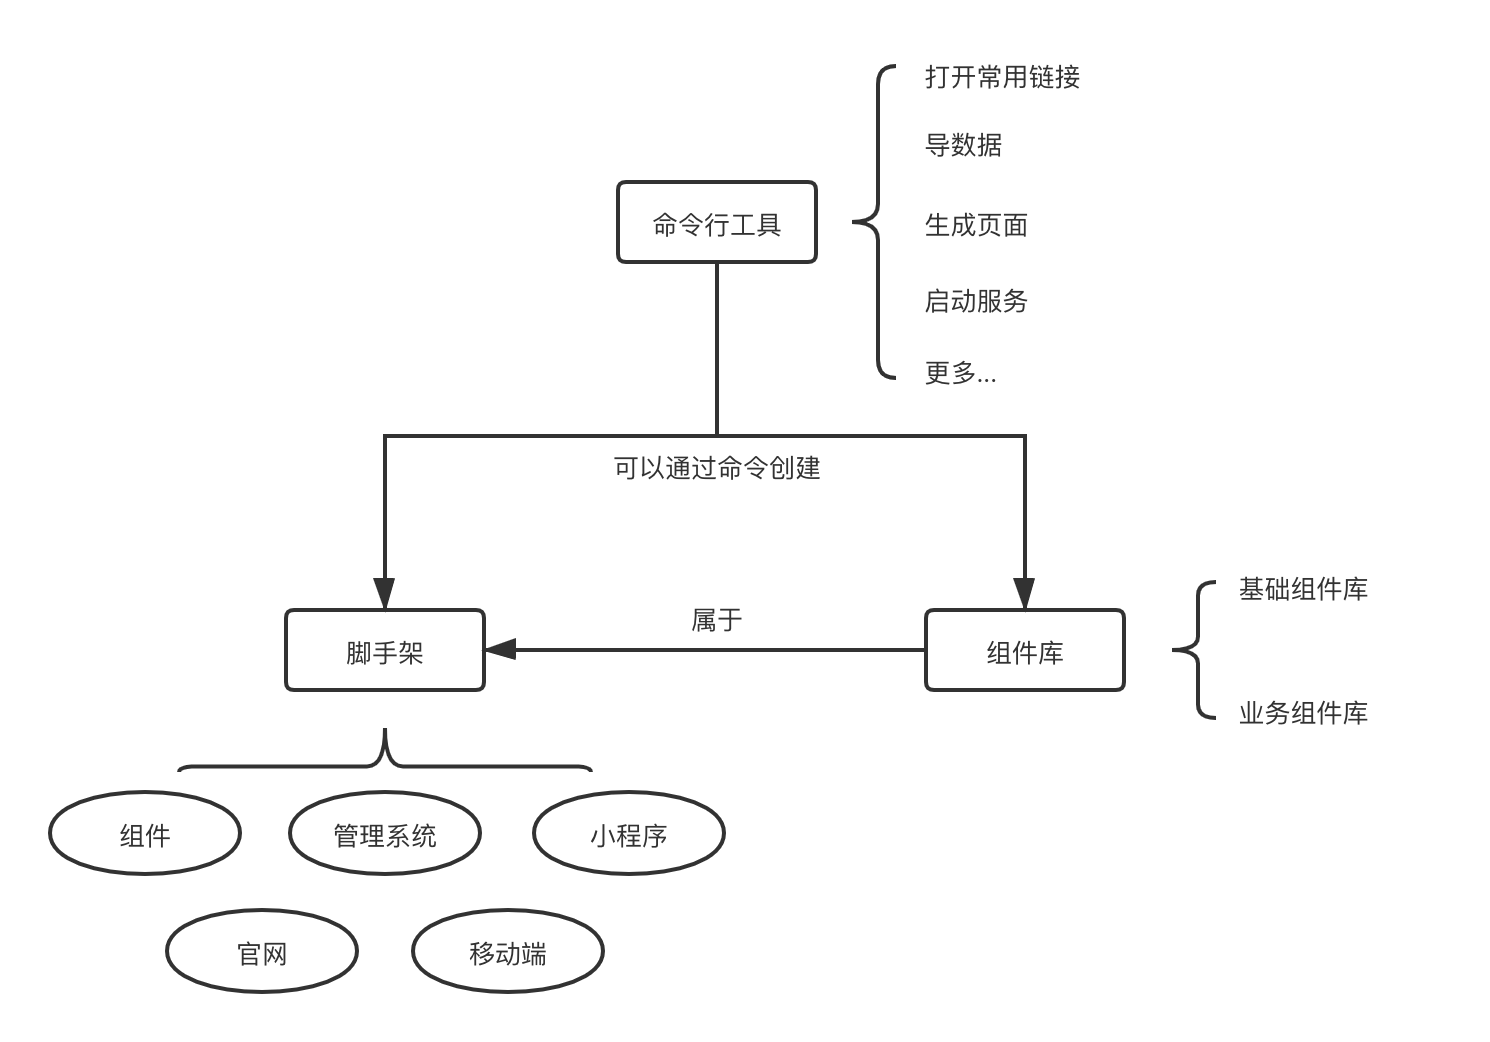 打开常用链接
导数据
命令行工具
生成页面
启动服务
更多...
可以通过命令创建
基础组件库
属于
脚手架
组件库
业务组件库
组件
管理系统
小程序
官网
移动端